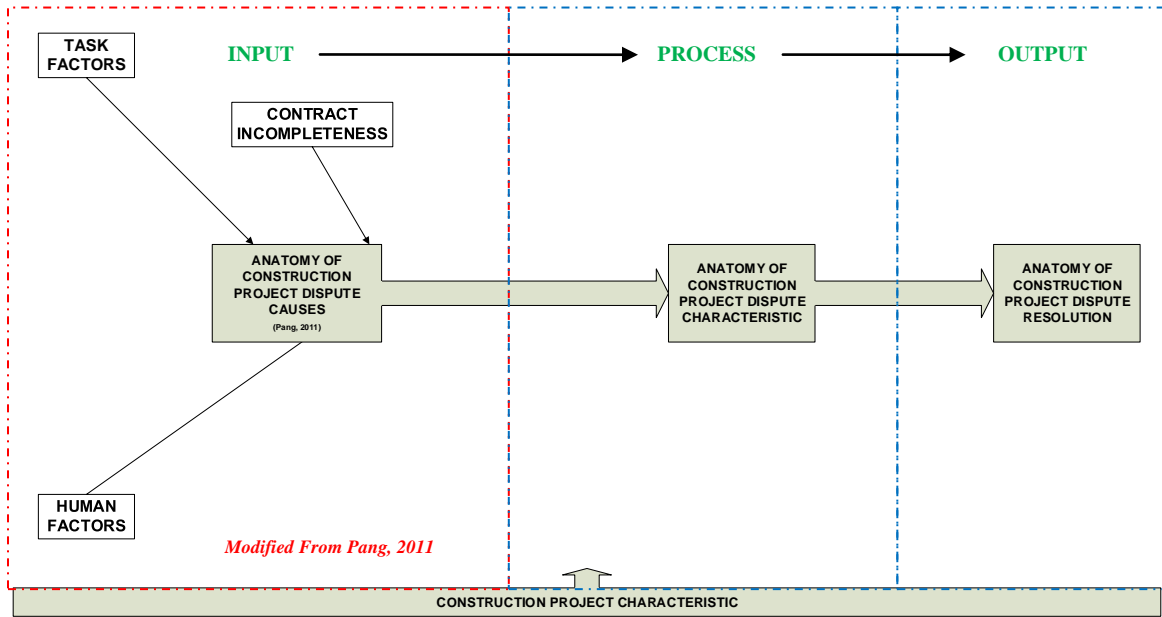 TASK
FACTORS
INPUT
PROCESS
OUTPUT
CONTRACT
INCOMPLETENESS
ANATOMY OF
CONSTRUCTION
PROJECT DISPUTE
CAUSES
(Pang, 2011)
ANATOMY OF
CONSTRUCTION
PROJECT DISPUTE
CHARACTERISTIC
ANATOMY OF
CONSTRUCTION
PROJECT DISPUTE
RESOLUTION
HUMAN
FACTORS
Modified From Pang, 2011
CONSTRUCTION PROJECT CHARACTERISTIC